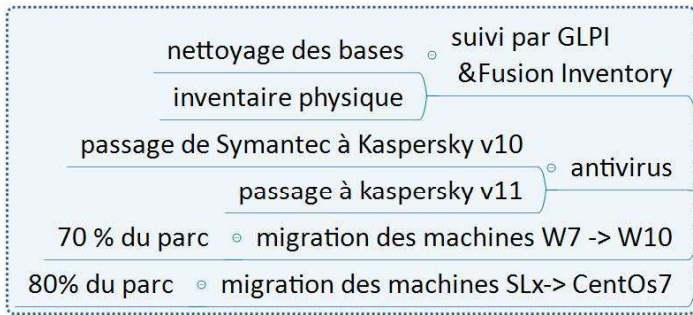 nettoyage des bases
inventaire physique
suivi par GLPI
&Fusion Inventory
passage de Symantec à Kaspersky v10
passage à kaspersky v11
antivirus
70 % du parc
migration des machines W7 -> W10
80% du parc
migration des machines SLx-> CentOs7